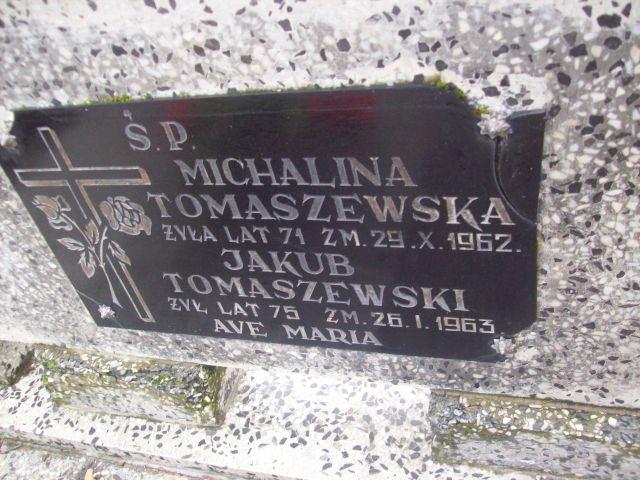 Ś.P.
MICHALINA
TOMASZEWSKA
ŻYŁA LAT 71 ZM. 29.X.1962.
JAKUB
TOMASZEWSKI
ŻYŁ LAT 75 ZM. 26.I.1963
AVE MARIA